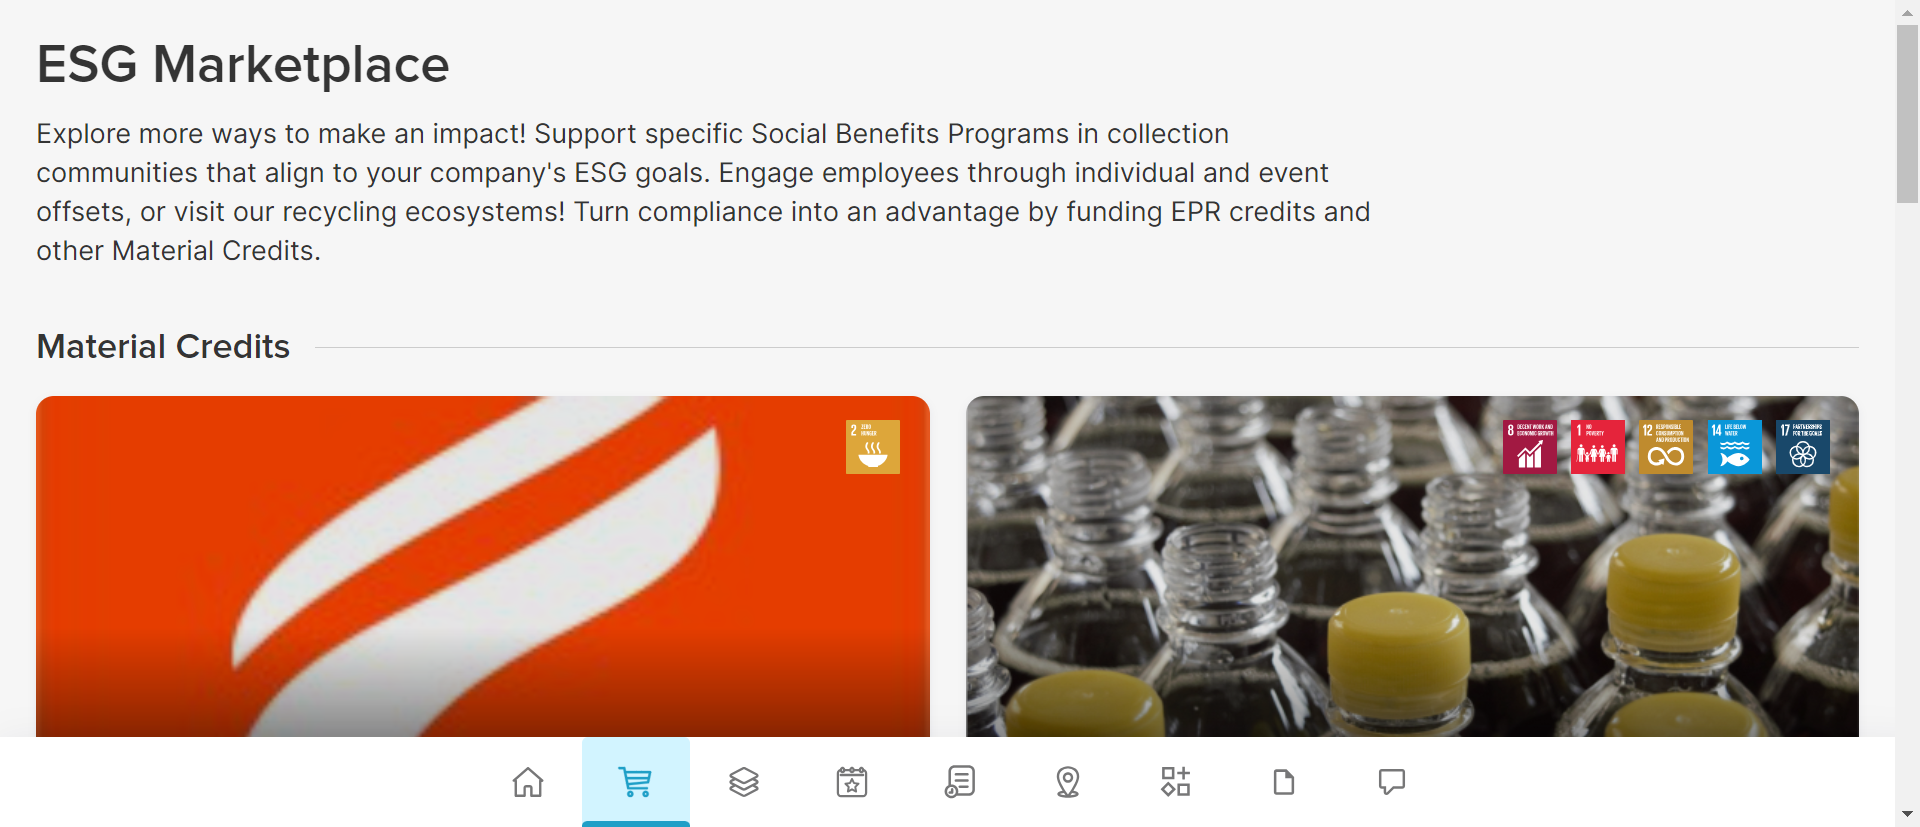 ESG Marketplace
Explore more ways to make an impact! Support specific Social Benefits Programs in collection
communities that align to your company's ESG goals. Engage employees through individual and event
offsets, or visit our recycling ecosystems! Turn compliance into an advantage by funding EPR credits and
other Material Credits.
Material Credits
2 ZERO
HUNGER
8 DECENT WORK AND
ECONOMIC GROWTH
1 NO
POVERTY
12 RESPONSIBLE
CONSUMPTION
AND PRODUCTION
14 LIFE BELOW
WATER
17 PARTNERSHIPS
FOR THE GOALS